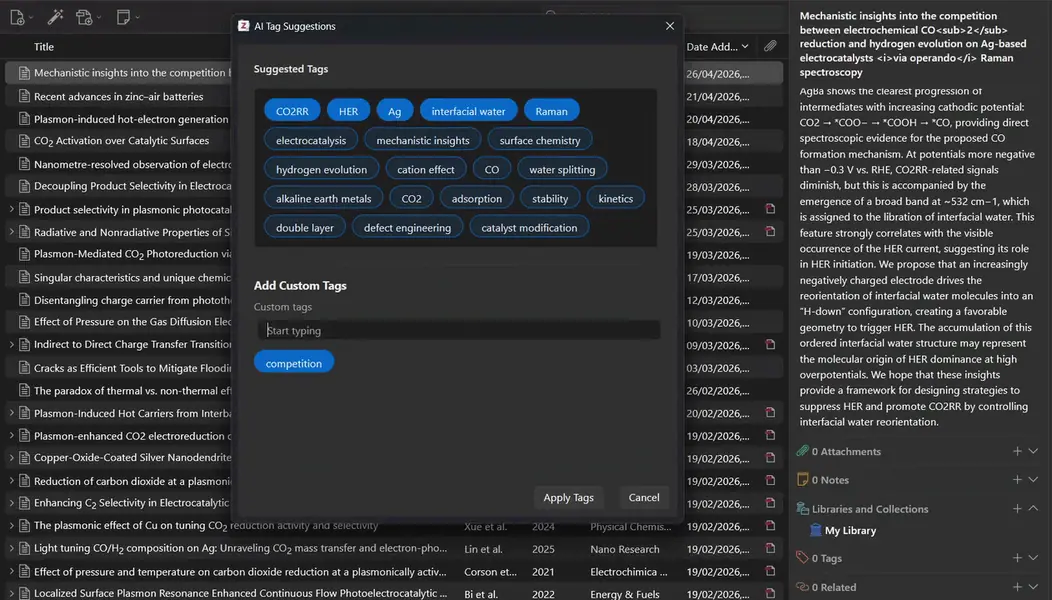 AI Tag Suggestions
Suggested Tags
CO2RR HER Ag interfacial water Raman
electrocatalysis mechanistic insights surface chemistry
hydrogen evolution cation effect CO water splitting
alkaline earth metals CO2 adsorption stability kinetics
double layer defect engineering catalyst modification
Add Custom Tags
Custom tags
Start typing
competition
Apply Tags Cancel
Title Date Add...
Mechanistic insights into the competition 26/04/2026,...
Recent advances in zinc–air batteries 21/04/2026,...
Plasmon-induced hot-electron generation 20/04/2026,...
CO₂ Activation over Catalytic Surfaces 18/04/2026,...
Nanometre-resolved observation of electro 29/03/2026,...
Decoupling Product Selectivity in Electroca 28/03/2026,...
Product selectivity in plasmonic photocatal 25/03/2026,...
Radiative and Nonradiative Properties of S 25/03/2026,...
Plasmon-Mediated CO₂ Photoreduction via 19/03/2026,...
Singular characteristics and unique chemic 17/03/2026,...
Disentangling charge carrier from phototh 12/03/2026,...
Effect of Pressure on the Gas Diffusion Elec 10/03/2026,...
Indirect to Direct Charge Transfer Transition 09/03/2026,...
Cracks as Efficient Tools to Mitigate Floodin 03/03/2026,...
The paradox of thermal vs. non-thermal eff 26/02/2026,...
Plasmon-Induced Hot Carriers from Interba 20/02/2026,...
Plasmon-enhanced CO2 electroreduction 19/02/2026,...
Copper-Oxide-Coated Silver Nanodendrite 19/02/2026,...
Reduction of carbon dioxide at a plasmoni 19/02/2026,...
Enhancing C₂ Selectivity in Electrocatalytic 19/02/2026,...
The plasmonic effect of Cu on tuning CO₂ reduction activity and selectivity Xue et al. 2024 Physical Chemis... 19/02/2026,...
Light tuning CO/H₂ composition on Ag: Unraveling CO₂ mass transfer and electron-pho... Lin et al. 2025 Nano Research 19/02/2026,...
Effect of pressure and temperature on carbon dioxide reduction at a plasmonically activ... Corson et... 2021 Electrochimica ... 19/02/2026,...
Localized Surface Plasmon Resonance Enhanced Continuous Flow Photoelectrocatalytic ... Bi et al. 2022 Energy & Fuels 19/02/2026,...
Mechanistic insights into the competition
between electrochemical CO<sub>2</sub>
reduction and hydrogen evolution on Ag-based
electrocatalysts <i>via operando</i> Raman
spectroscopy
AgBa shows the clearest progression of
intermediates with increasing cathodic potential:
CO2 → *COO− → *COOH → *CO, providing direct
spectroscopic evidence for the proposed CO
formation mechanism. At potentials more negative
than −0.3 V vs. RHE, CO2RR-related signals
diminish, but this is accompanied by the
emergence of a broad band at ~532 cm−1, which
is assigned to the libration of interfacial water. This
feature strongly correlates with the visible
occurrence of the HER current, suggesting its role
in HER initiation. We propose that an increasingly
negatively charged electrode drives the
reorientation of interfacial water molecules into an
"H-down" configuration, creating a favorable
geometry to trigger HER. The accumulation of this
ordered interfacial water structure may represent
the molecular origin of HER dominance at high
overpotentials. We hope that these insights
provide a framework for designing strategies to
suppress HER and promote CO2RR by controlling
interfacial water reorientation.
0 Attachments
0 Notes
Libraries and Collections
My Library
0 Tags
0 Related